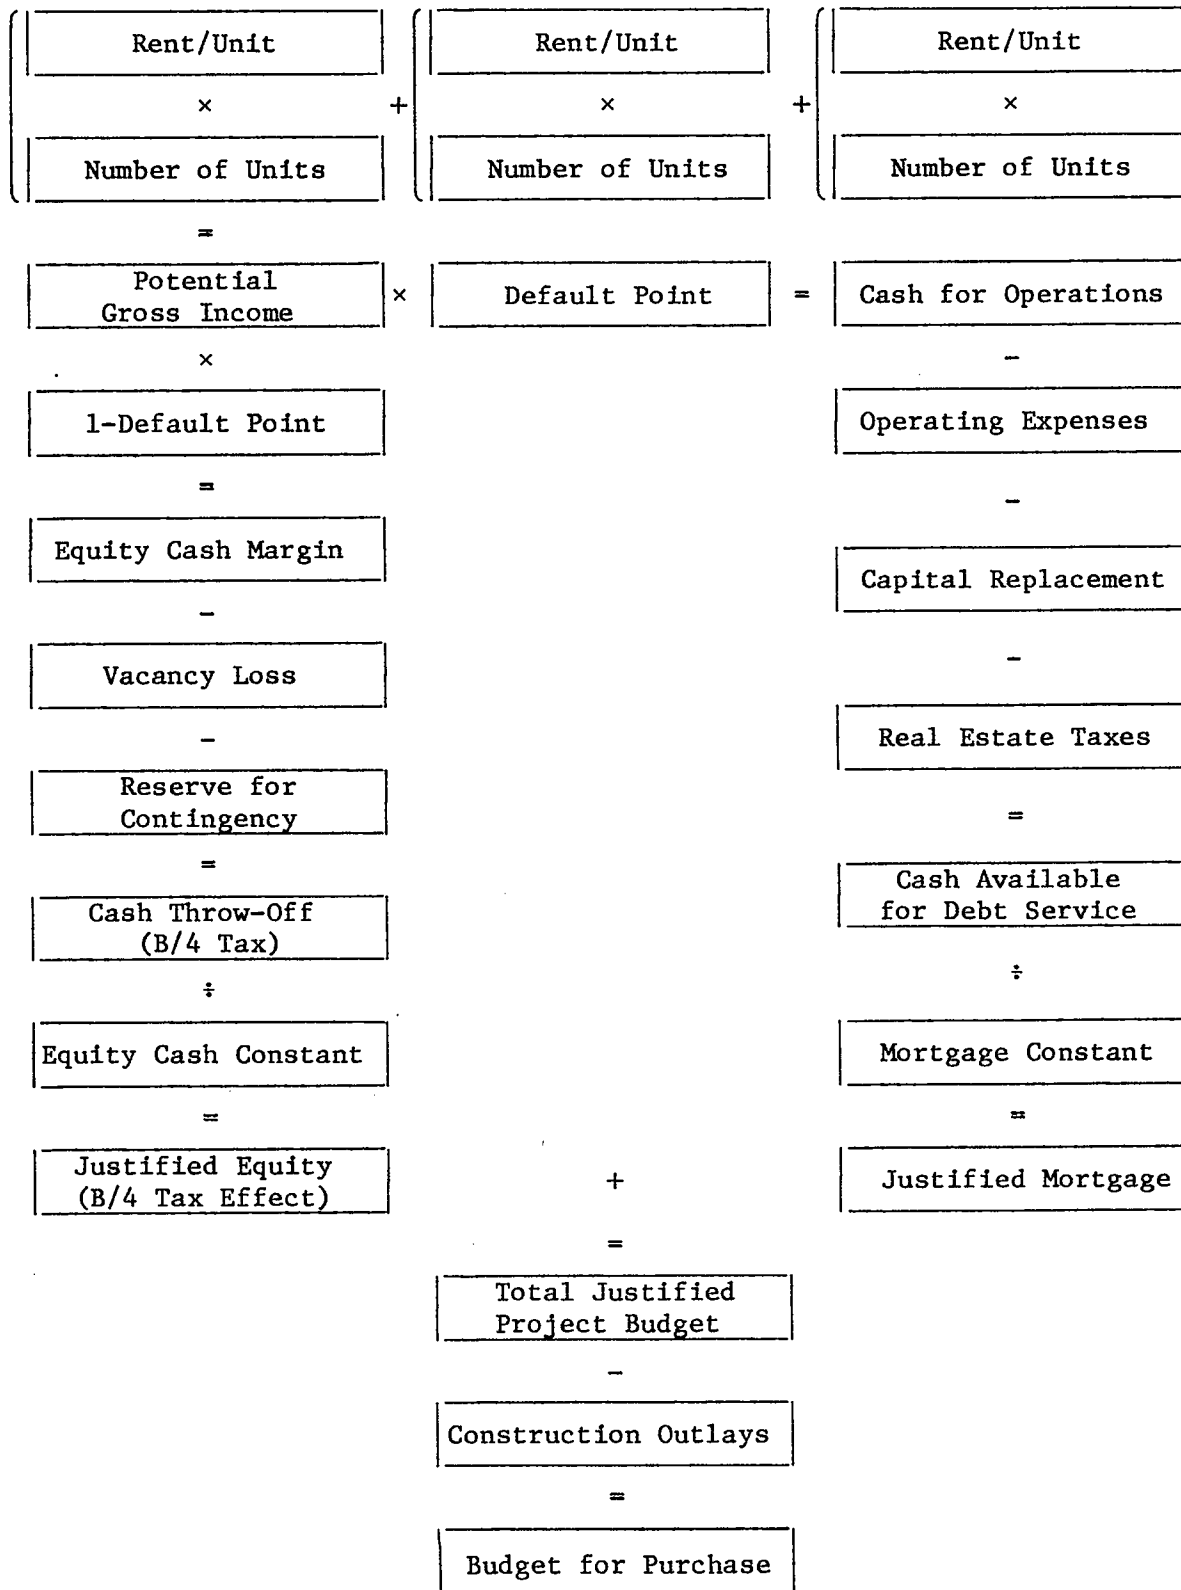 Rent/Unit Rent/Unit Rent/Unit
× + × + ×
Number of Units Number of Units Number of Units
=
Potential
Gross Income × Default Point = Cash for Operations
× -
1-Default Point Operating Expenses
=
-
Equity Cash Margin
Capital Replacement
-
Vacancy Loss
-
-
Real Estate Taxes
Reserve for
Contingency
=
=
Cash Available
for Debt Service
Cash Throw-Off
(B/4 Tax)
÷
÷
Equity Cash Constant Mortgage Constant
= =
Justified Equity
(B/4 Tax Effect) + Justified Mortgage
=
Total Justified
Project Budget
-
Construction Outlays
=
Budget for Purchase